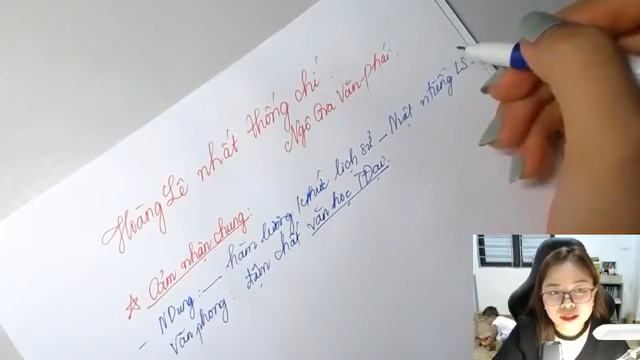 Hoàng Lê nhất thống chí.
Ngô Gia Văn Phái.
Cảm nhận chung:
- NDung: — hàm lượng kthức lịch sử — Nhật những LS.
Văn phong: đậm chất văn học TĐại.